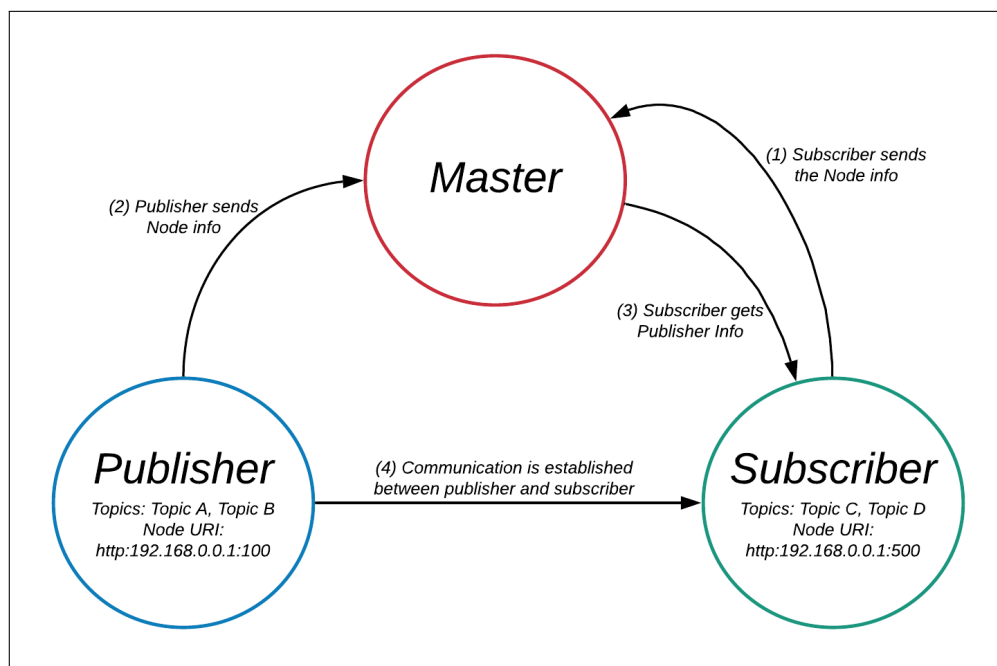 Master
(1) Subscriber sends
the Node info
(2) Publisher sends
Node info
(3) Subscriber gets
Publisher Info
Publisher
Topics: Topic A, Topic B
Node URI:
http:192.168.0.0.1:100
(4) Communication is established
between publisher and subscriber
Subscriber
Topics: Topic C, Topic D
Node URI:
http:192.168.0.0.1:500